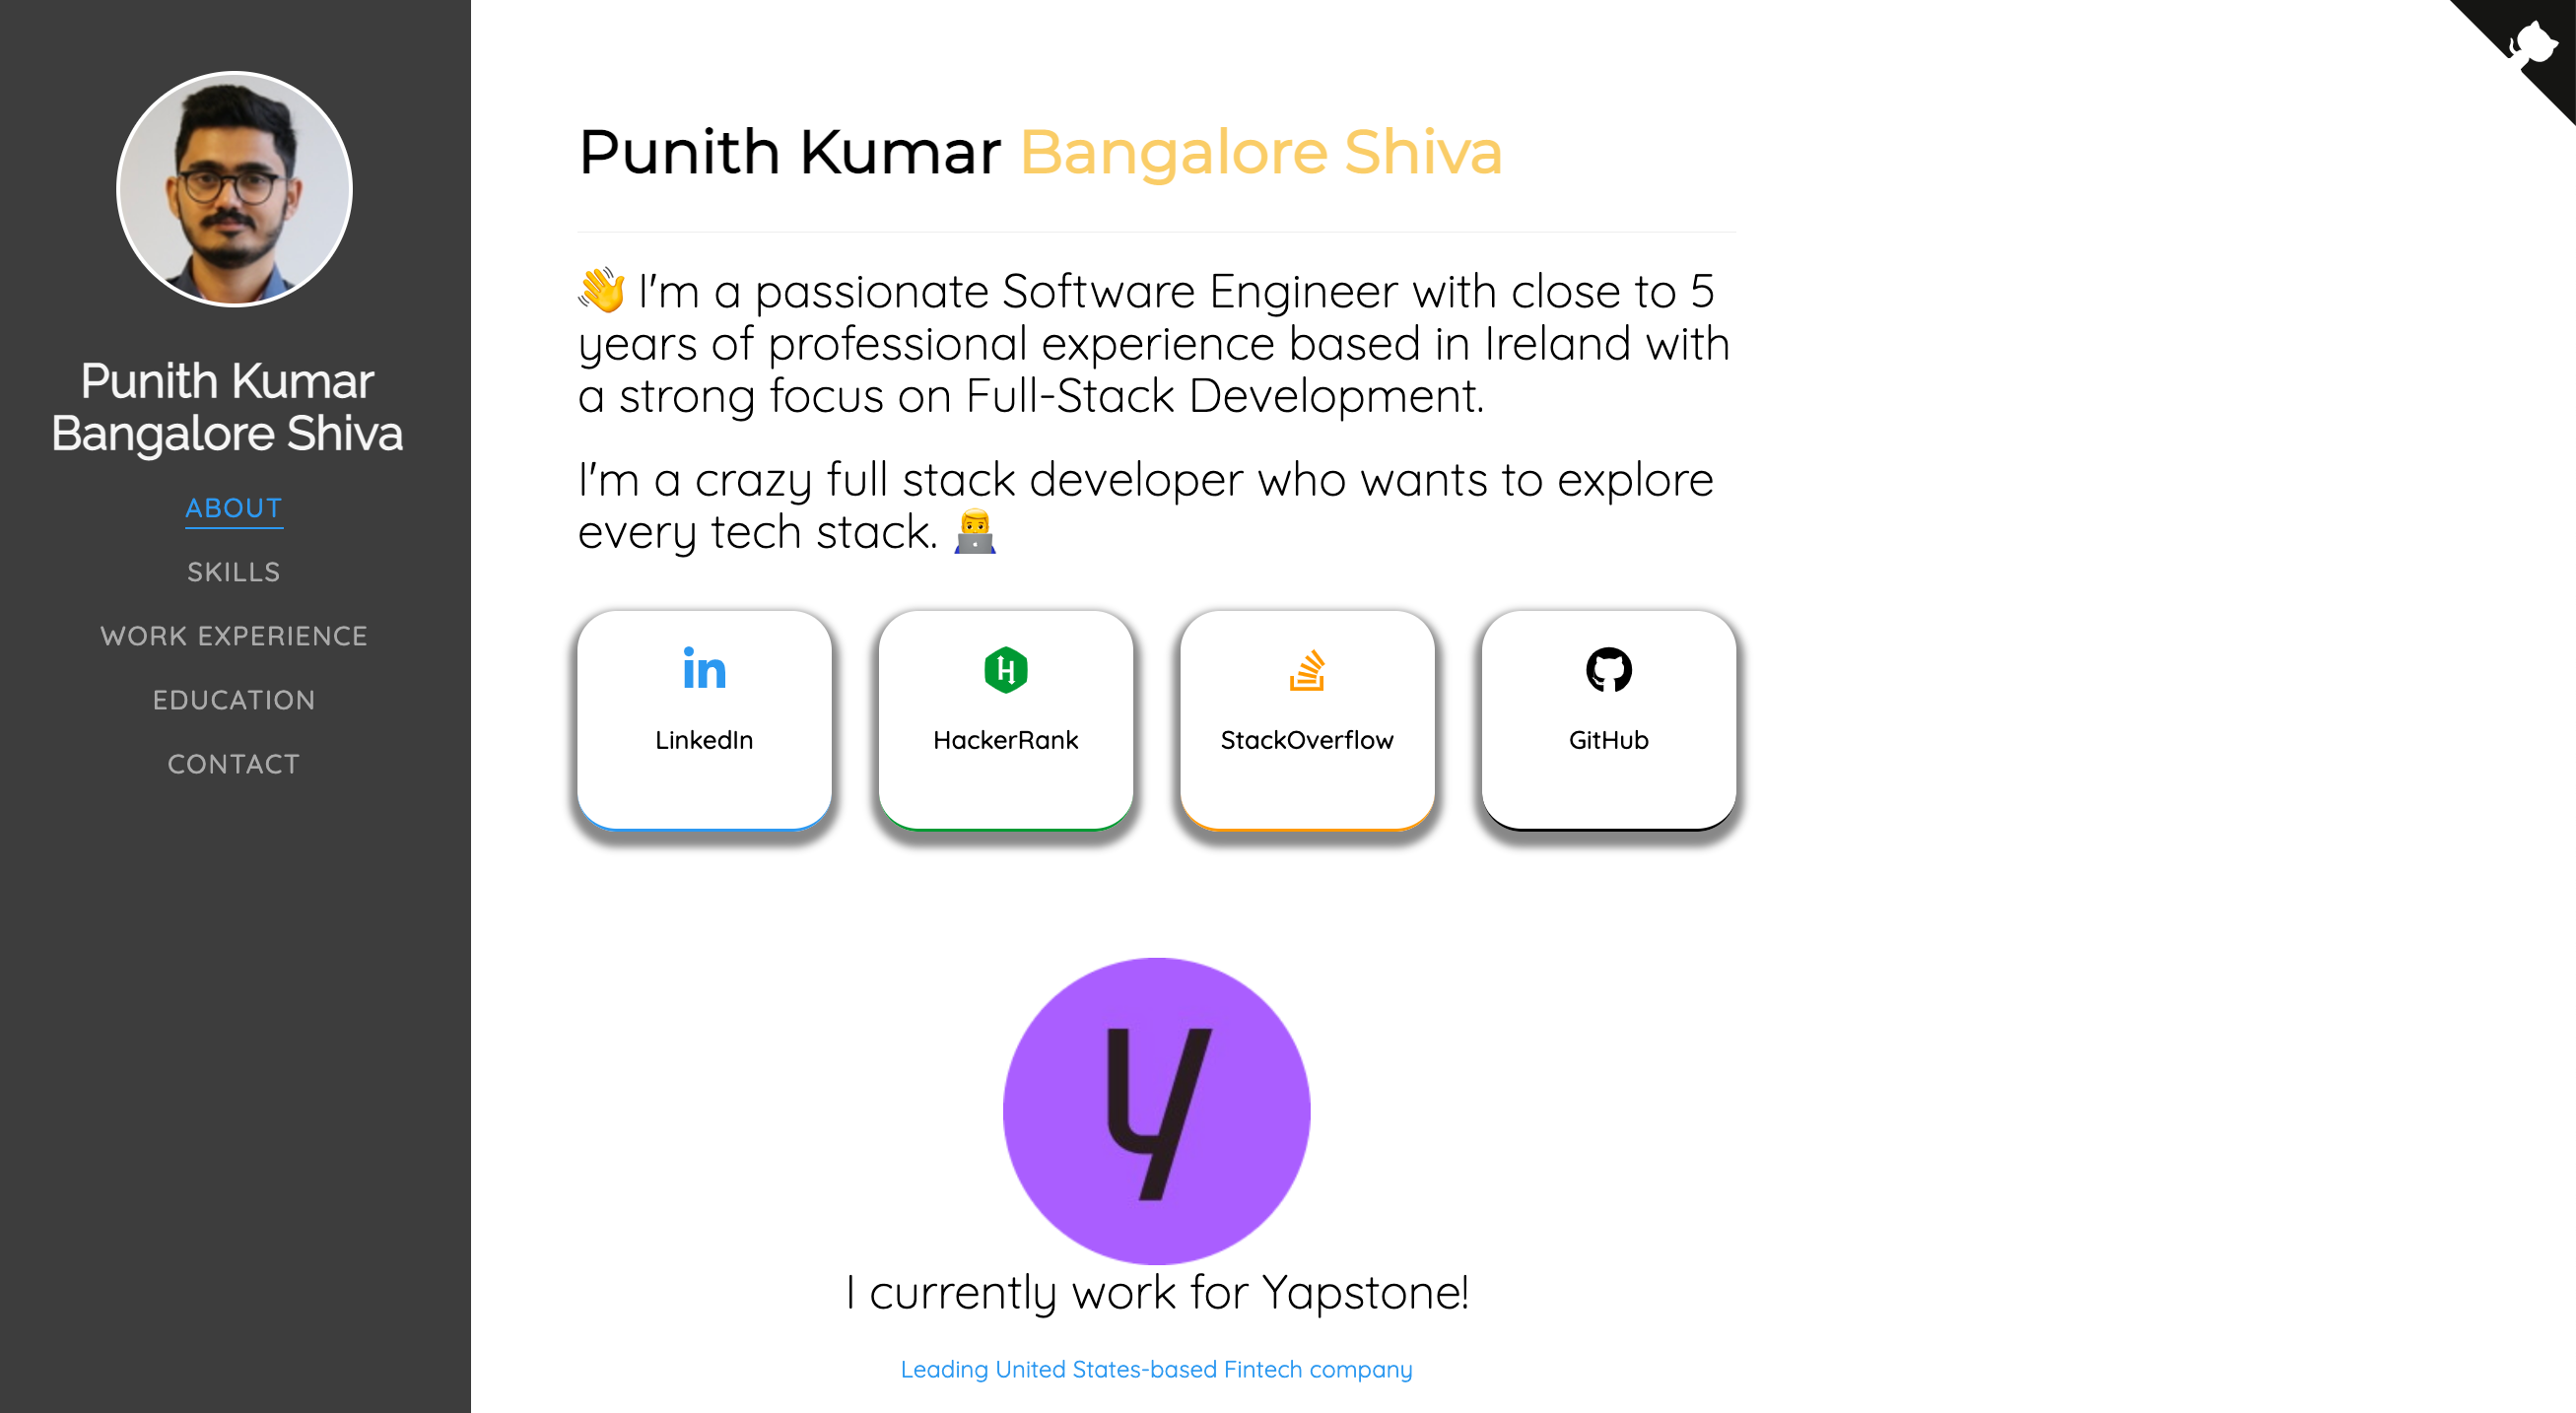 Punith Kumar
Bangalore Shiva
ABOUT
SKILLS
WORK EXPERIENCE
EDUCATION
CONTACT
Punith Kumar Bangalore Shiva
👋 I'm a passionate Software Engineer with close to 5
years of professional experience based in Ireland with
a strong focus on Full-Stack Development.
I'm a crazy full stack developer who wants to explore
every tech stack. 👨‍💻
in
LinkedIn
H
HackerRank
StackOverflow
GitHub
y
I currently work for Yapstone!
Leading United States-based Fintech company